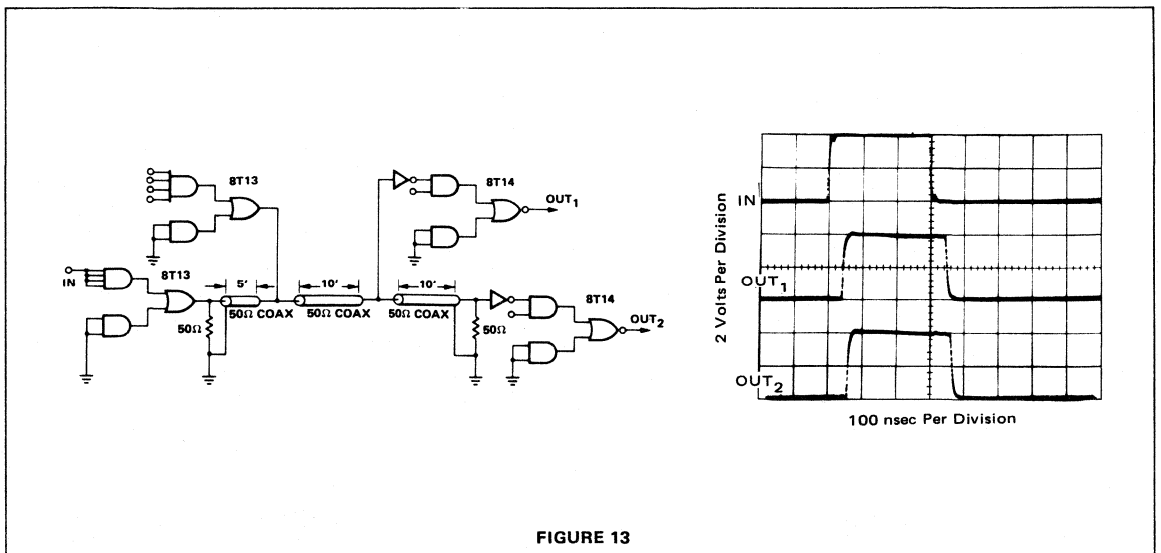 8T13
8T14
OUT₁
IN
8T13
5'
10'
10'
8T14
50Ω COAX
50Ω COAX
50Ω COAX
OUT₂
50Ω
50Ω
2 Volts Per Division
IN
OUT₁
OUT₂
100 nsec Per Division
FIGURE 13